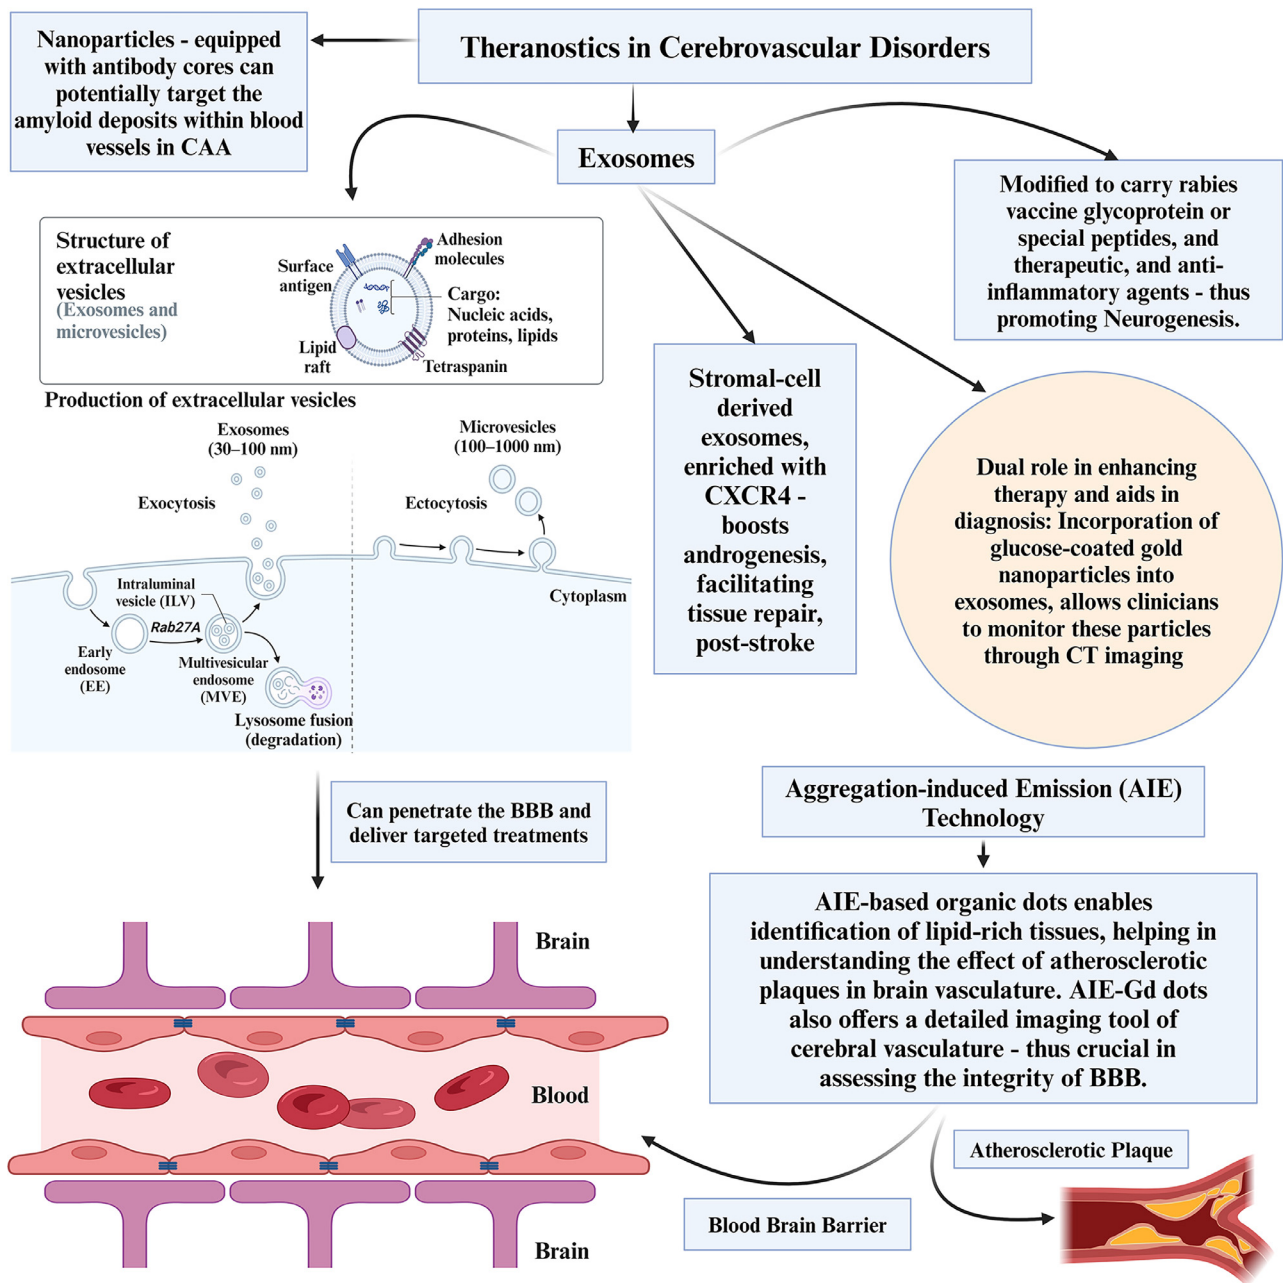 Theranostics in Cerebrovascular Disorders
Nanoparticles - equipped
with antibody cores can
potentially target the
amyloid deposits within blood
vessels in CAA
Exosomes
Modified to carry rabies
vaccine glycoprotein or
special peptides, and
therapeutic, and anti-
inflammatory agents - thus
promoting Neurogenesis.
Structure of
extracellular
vesicles
(Exosomes and
microvesicles)
Surface
antigen
Adhesion
molecules
Cargo:
Nucleic acids,
proteins, lipids
Lipid
raft
Tetraspanin
Stromal-cell
derived
exosomes,
enriched with
CXCR4 -
boosts
androgenesis,
facilitating
tissue repair,
post-stroke
Dual role in enhancing
therapy and aids in
diagnosis: Incorporation of
glucose-coated gold
nanoparticles into
exosomes, allows clinicians
to monitor these particles
through CT imaging
Production of extracellular vesicles
Exosomes
(30–100 nm)
Microvesicles
(100–1000 nm)
Exocytosis
Ectocytosis
Intraluminal
vesicle (ILV)
Cytoplasm
Rab27A
Early
endosome
(EE)
Multivesicular
endosome
(MVE)
Lysosome fusion
(degradation)
Can penetrate the BBB and
deliver targeted treatments
Aggregation-induced Emission (AIE)
Technology
AIE-based organic dots enables
identification of lipid-rich tissues, helping in
understanding the effect of atherosclerotic
plaques in brain vasculature. AIE-Gd dots
also offers a detailed imaging tool of
cerebral vasculature - thus crucial in
assessing the integrity of BBB.
Brain
Blood
Brain
Blood Brain Barrier
Atherosclerotic Plaque